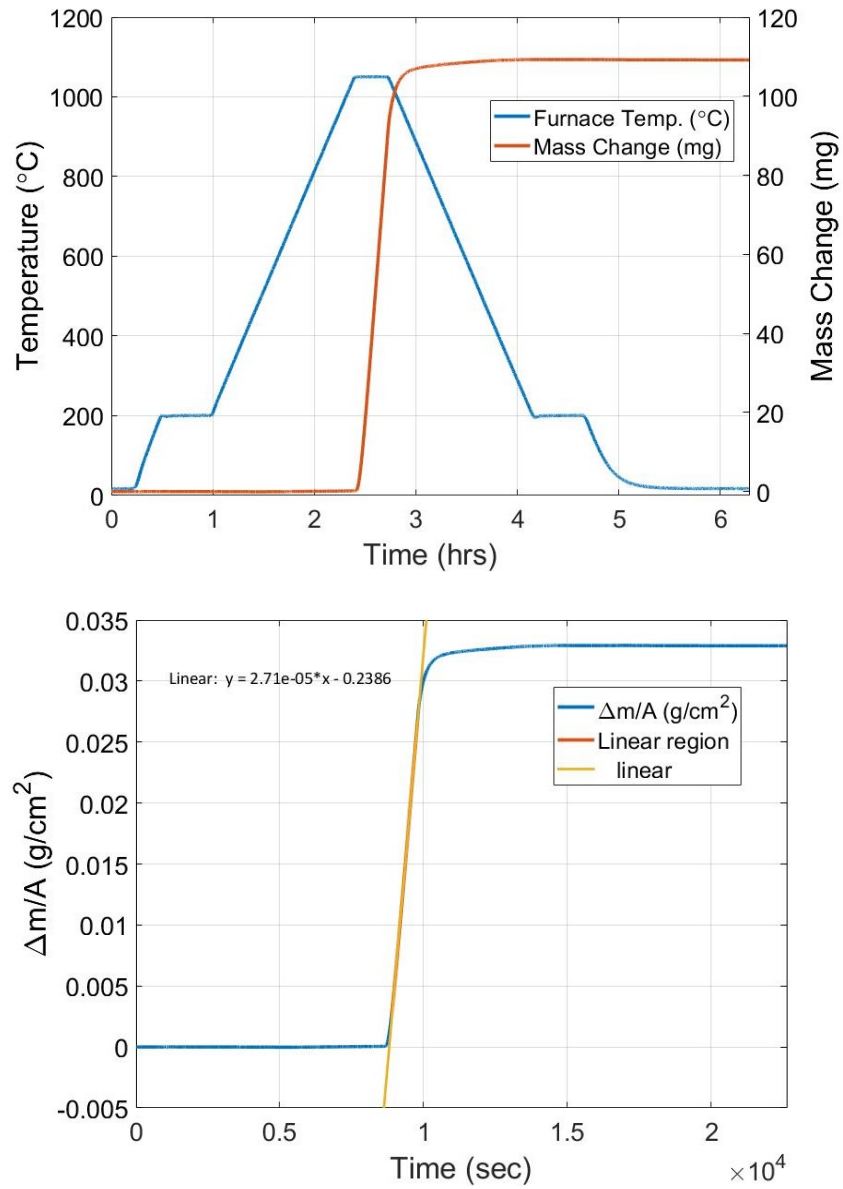 1200
1000
800
600
400
200
0
Temperature (°C)
120
100
80
60
40
20
0
Mass Change (mg)
Furnace Temp. (°C)
Mass Change (mg)
0 1 2 3 4 5 6
Time (hrs)
0.035
0.03
0.025
0.02
0.015
0.01
0.005
0
-0.005
Δm/A (g/cm²)
Linear: y = 2.71e-05*x - 0.2386
Δm/A (g/cm²)
Linear region
linear
0 0.5 1 1.5 2
Time (sec)
×10⁴